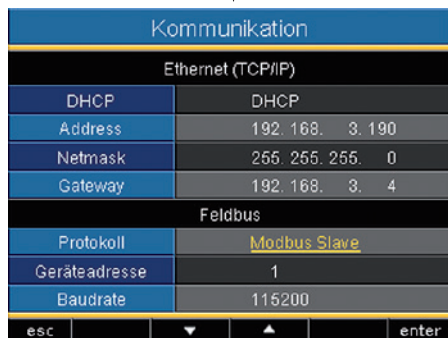 Kommunikation
Ethernet (TCP/IP)
DHCP DHCP
Address 192. 168. 3. 190
Netmask 255. 255. 255. 0
Gateway 192. 168. 3. 4
Feldbus
Protokoll Modbus Slave
Geräteadresse 1
Baudrate 115200
esc ▼ ▲ enter